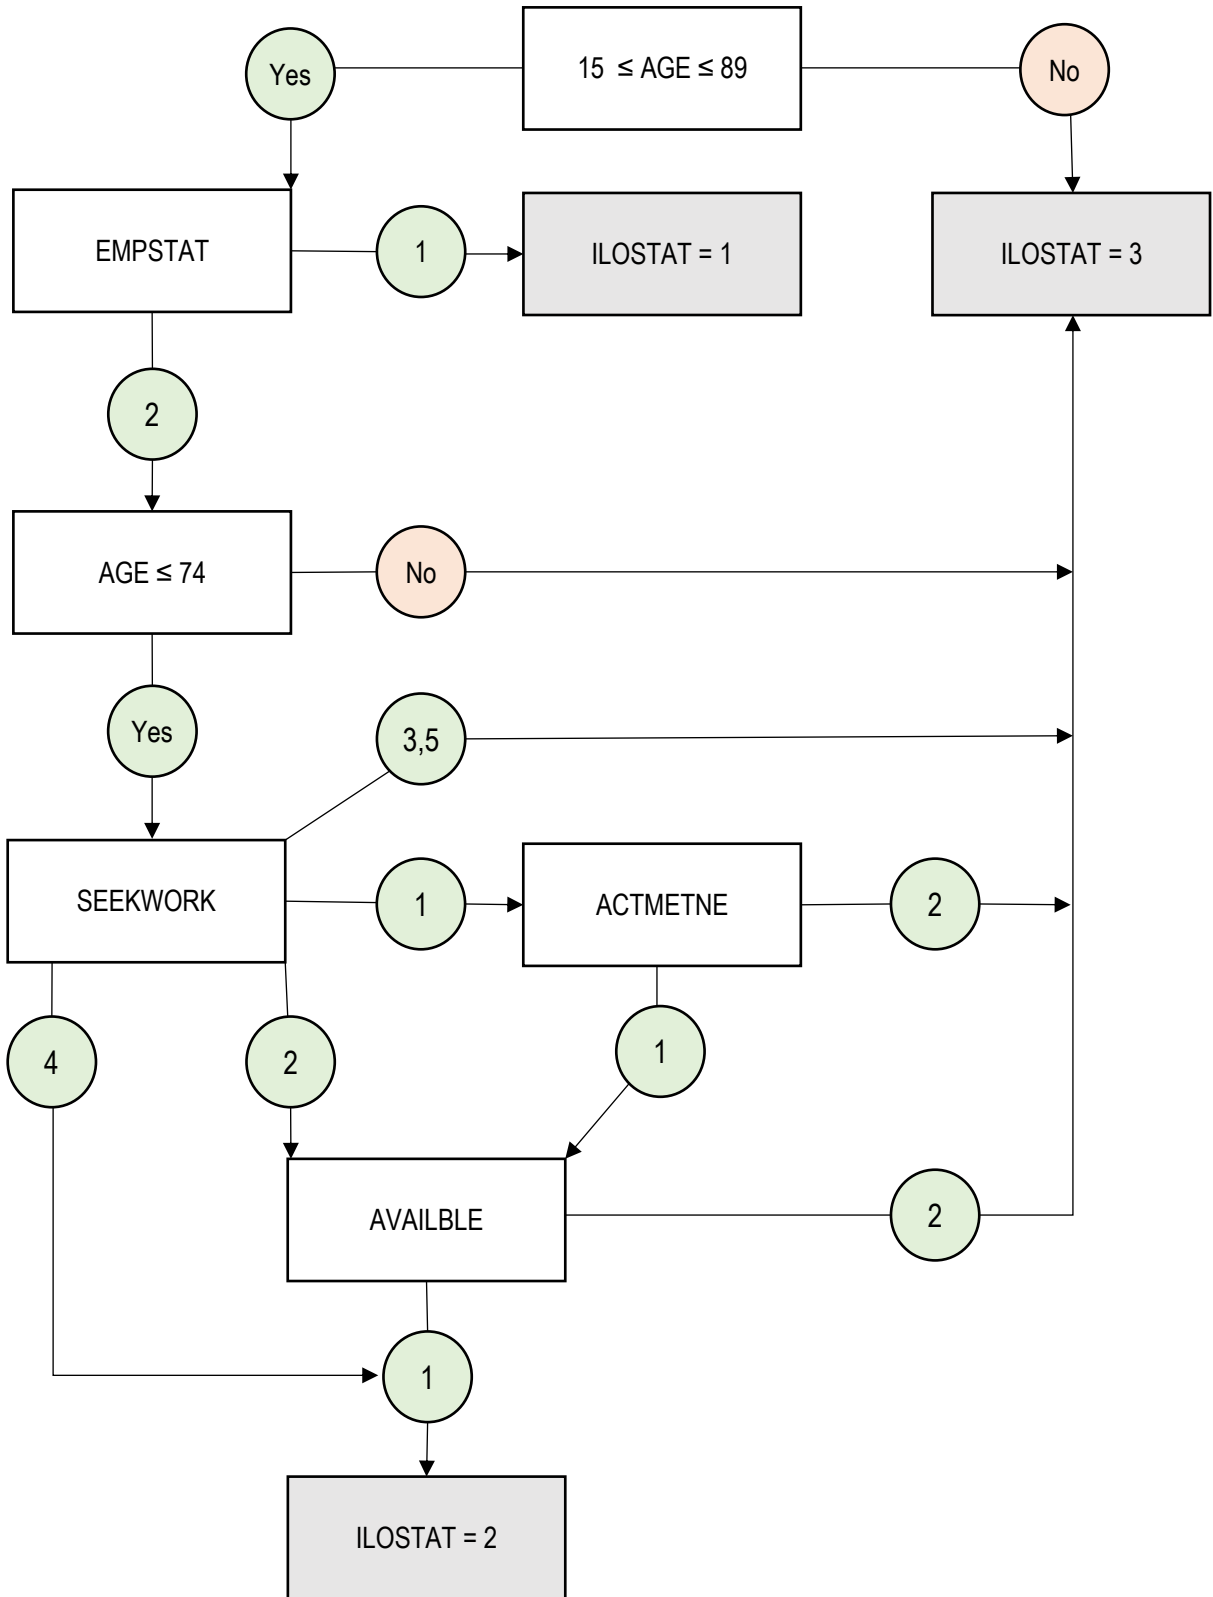 15 ≤ AGE ≤ 89
Yes
No
EMPSTAT
1
ILOSTAT = 1
ILOSTAT = 3
2
AGE ≤ 74
No
Yes
3,5
SEEKWORK
1
ACTMETNE
2
4
2
1
AVAILBLE
2
1
ILOSTAT = 2